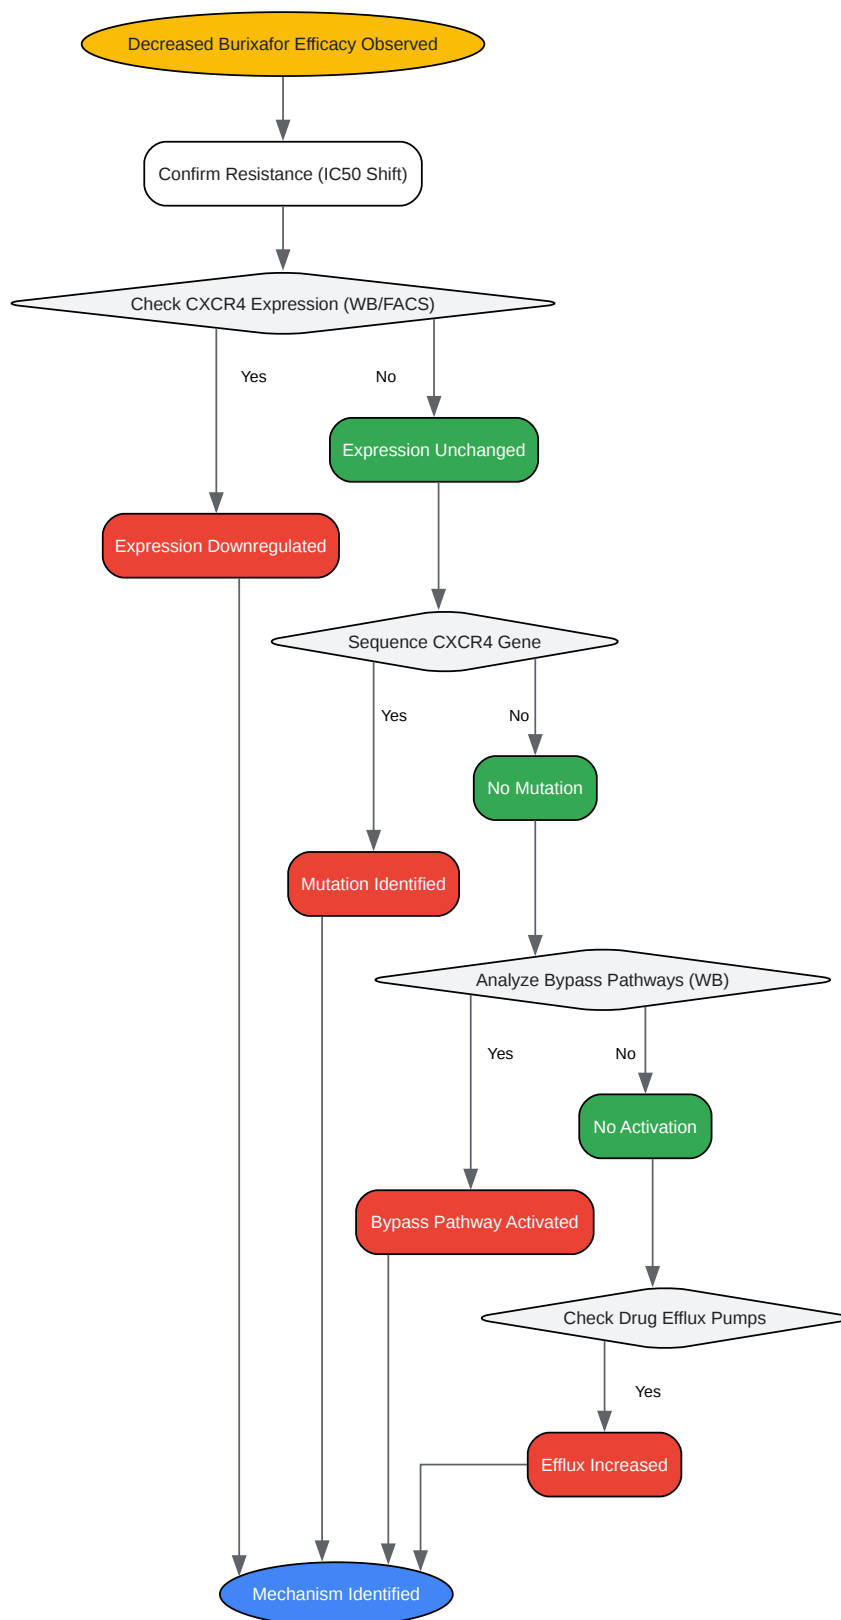 Decreased Burixafor Efficacy Observed
Confirm Resistance (IC50 Shift)
Check CXCR4 Expression (WB/FACS)
Yes
No
Expression Unchanged
Expression Downregulated
Sequence CXCR4 Gene
Yes
No
No Mutation
Mutation Identified
Analyze Bypass Pathways (WB)
Yes
No
No Activation
Bypass Pathway Activated
Check Drug Efflux Pumps
Yes
Efflux Increased
Mechanism Identified